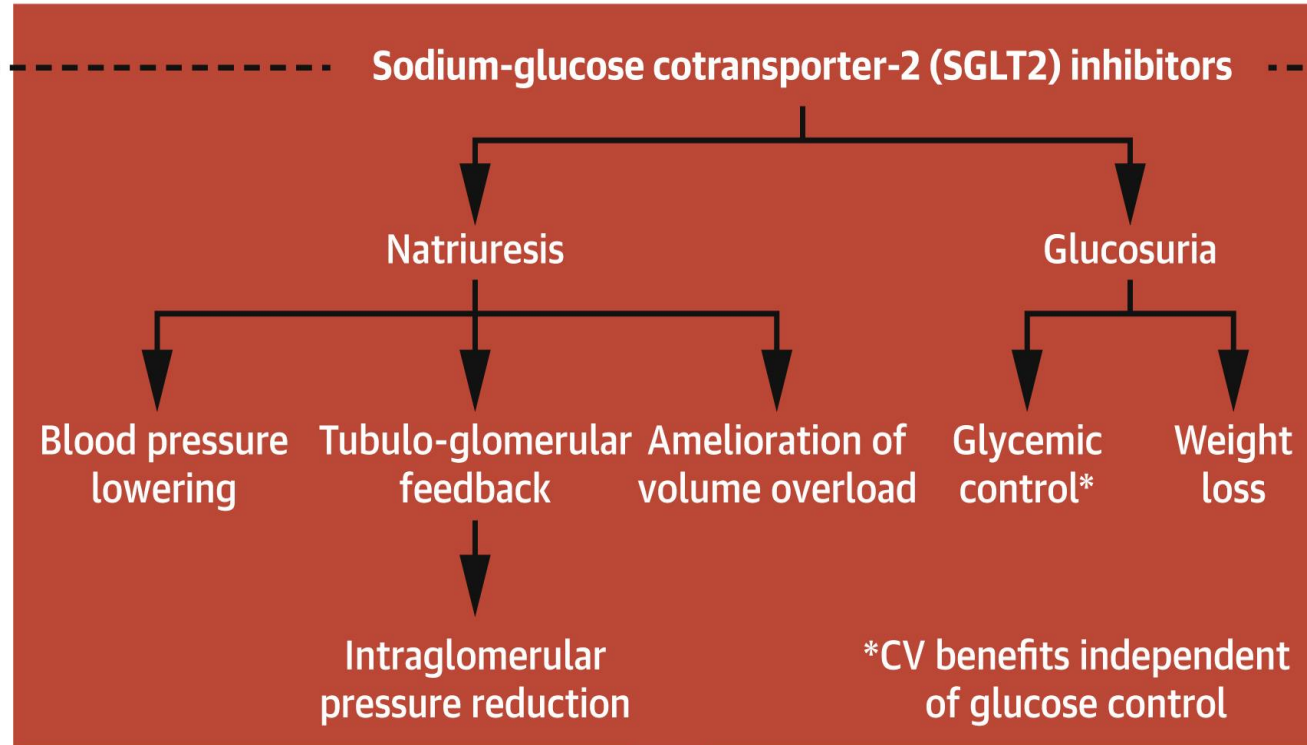 Sodium-glucose cotransporter-2 (SGLT2) inhibitors
Natriuresis
Glucosuria
Blood pressure
lowering
Tubulo-glomerular
feedback
Amelioration of
volume overload
Glycemic
control*
Weight
loss
Intraglomerular
pressure reduction
*CV benefits independent
of glucose control